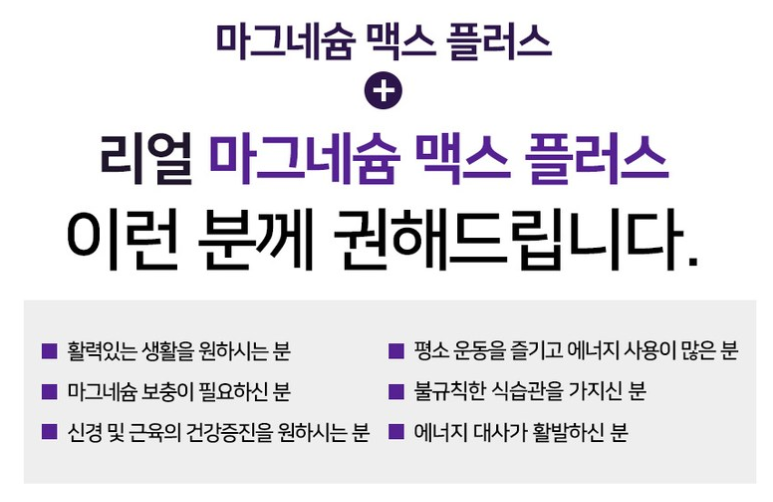 마그네슘 맥스 플러스
+
리얼 마그네슘 맥스 플러스
이런 분께 권해드립니다.
■ 활력있는 생활을 원하시는 분
■ 마그네슘 보충이 필요하신 분
■ 신경 및 근육의 건강증진을 원하시는 분
■ 평소 운동을 즐기고 에너지 사용이 많은 분
■ 불규칙한 식습관을 가지신 분
■ 에너지 대사가 활발하신 분